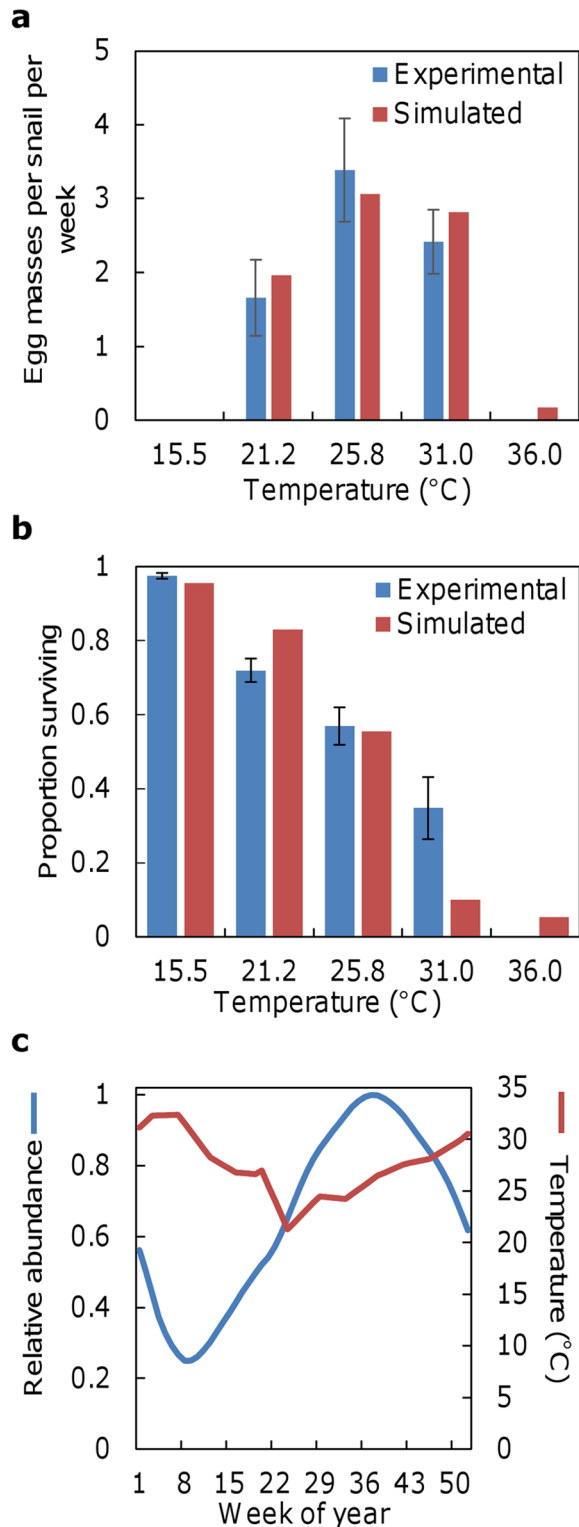 a
Egg masses per snail per
week
5
4
3
2
1
0
Experimental
Simulated
15.5 21.2 25.8 31.0 36.0
Temperature (°C)
b
Proportion surviving
1
0.8
0.6
0.4
0.2
0
Experimental
Simulated
15.5 21.2 25.8 31.0 36.0
Temperature (°C)
c
Relative abundance
1
0.8
0.6
0.4
0.2
0
35
30
25
20
15
10
5
0
Temperature (°C)
1 8 15 22 29 36 43 50
Week of year